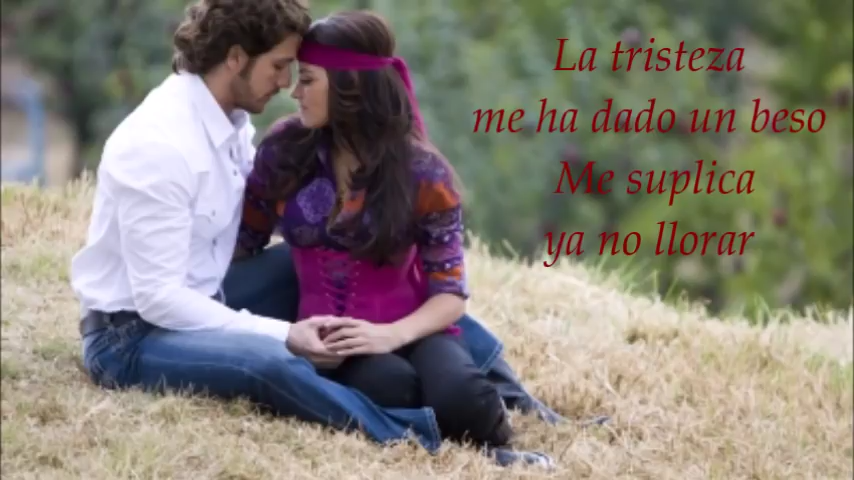 La tristeza
me ha dado un beso
Me suplica
ya no llorar